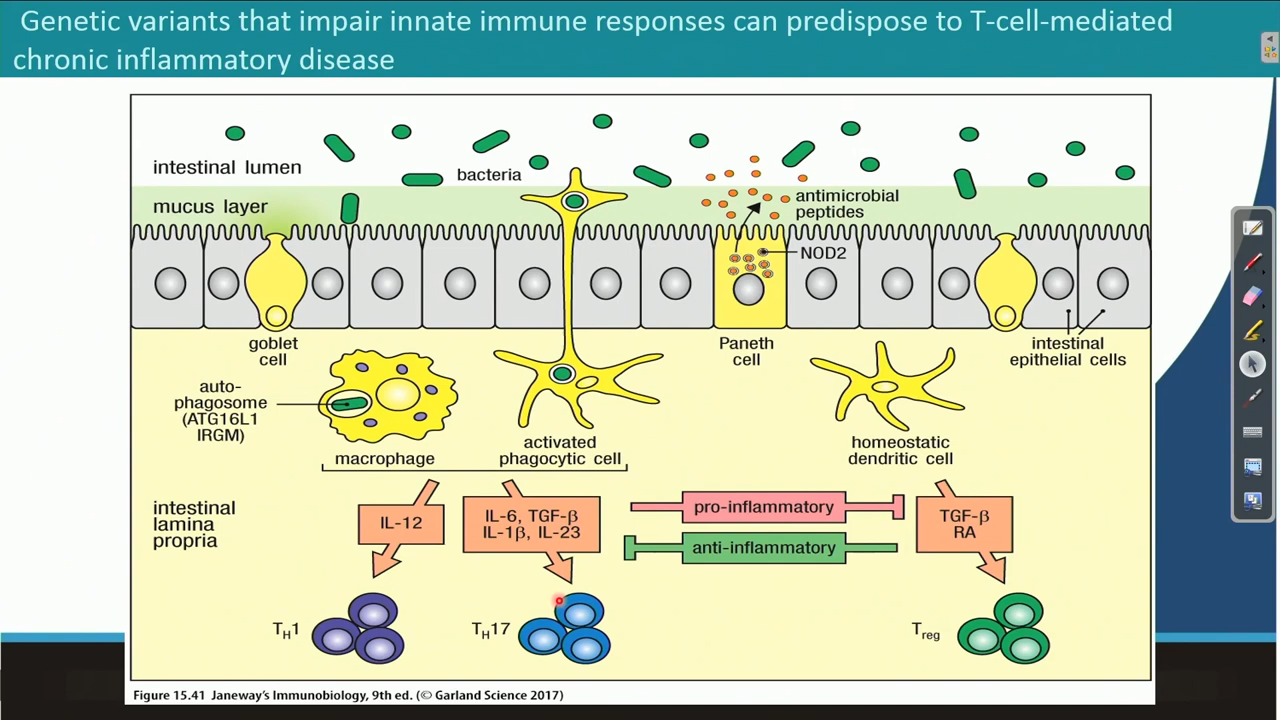 Genetic variants that impair innate immune responses can predispose to T-cell-mediated
chronic inflammatory disease
intestinal lumen
bacteria
mucus layer
antimicrobial
peptides
NOD2
goblet
cell
Paneth
cell
intestinal
epithelial cells
auto-
phagosome
(ATG16L1
IRGM)
macrophage
activated
phagocytic cell
homeostatic
dendritic cell
intestinal
lamina
propria
IL-12
IL-6, TGF-β
IL-1β, IL-23
pro-inflammatory
anti-inflammatory
TGF-β
RA
TH1
TH17
Treg
Figure 15.41 Janeway's Immunobiology, 9th ed. (© Garland Science 2017)